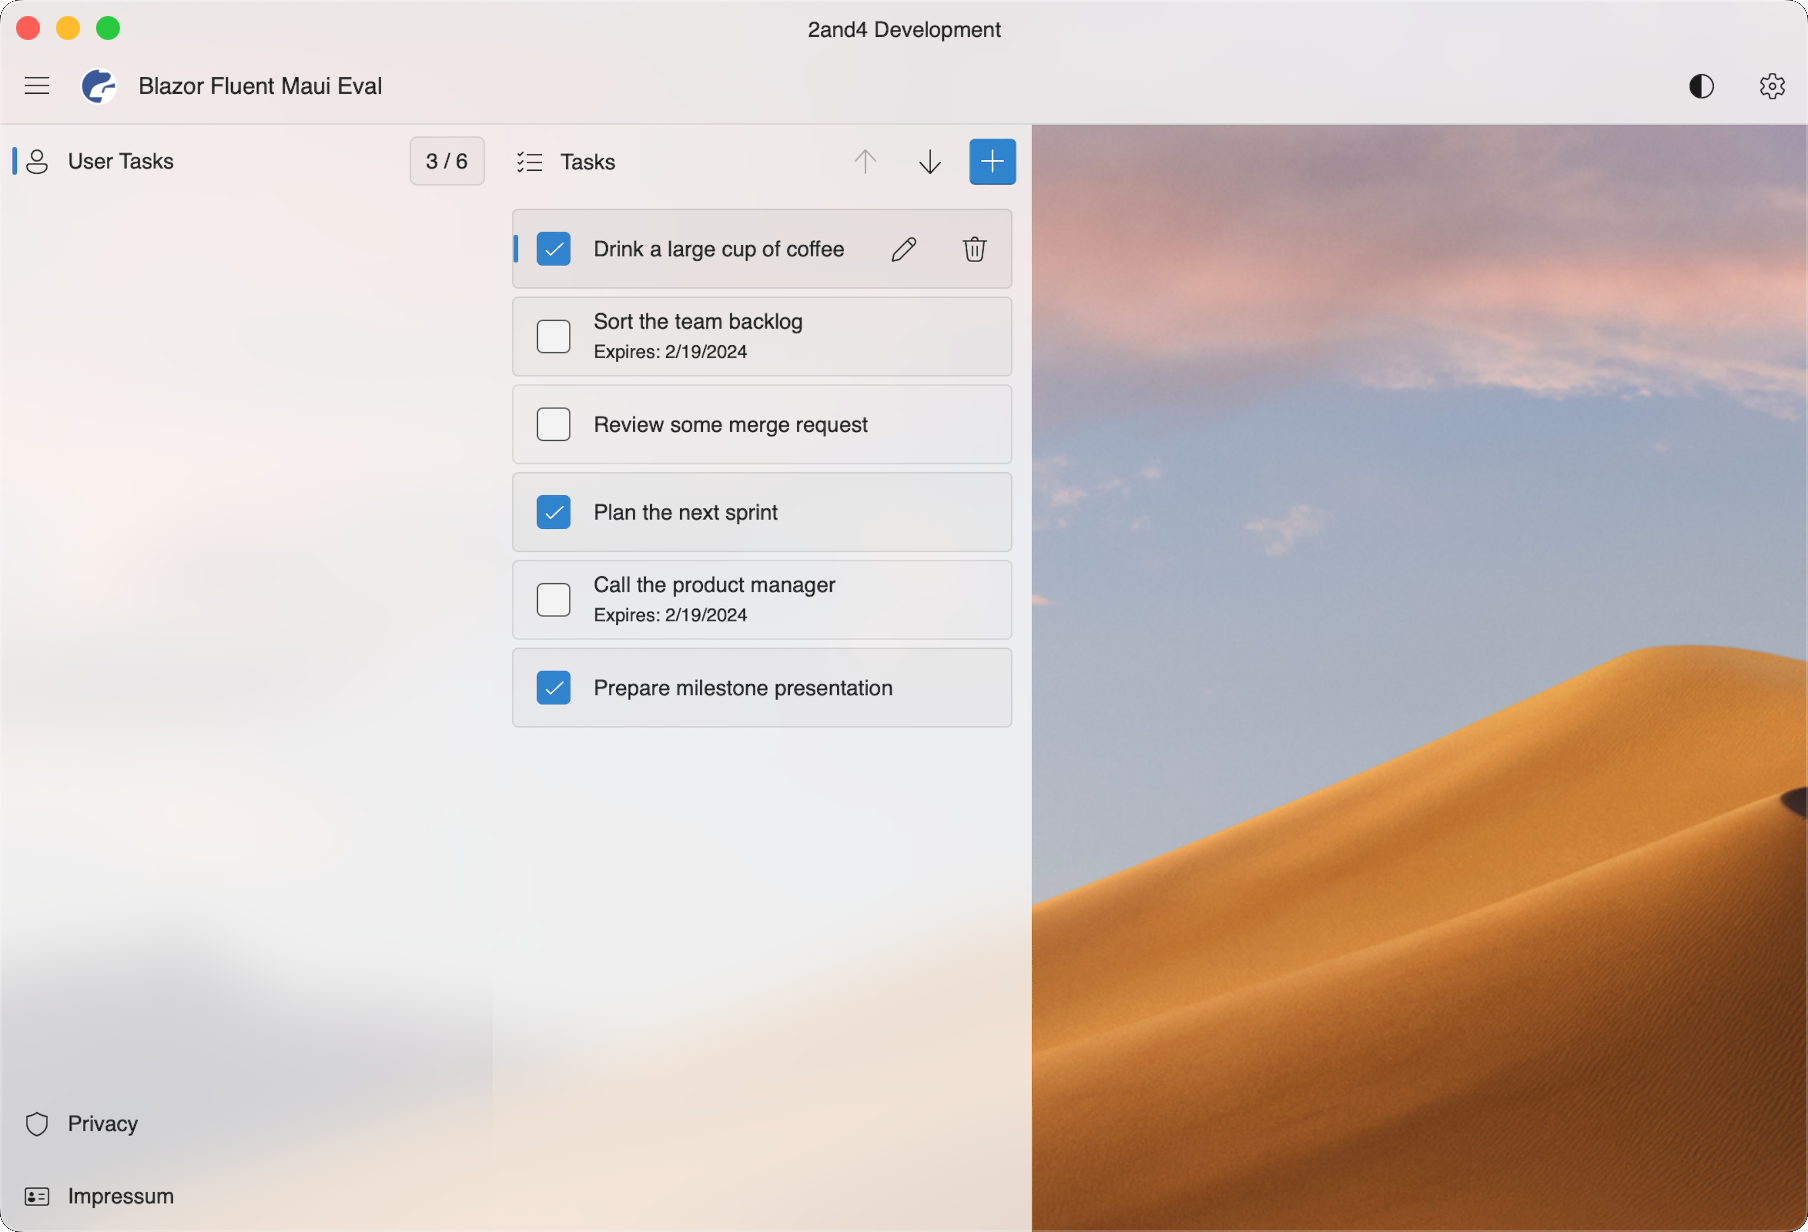 2and4 Development
Blazor Fluent Maui Eval
User Tasks
3 / 6
Tasks
Drink a large cup of coffee
Sort the team backlog
Expires: 2/19/2024
Review some merge request
Plan the next sprint
Call the product manager
Expires: 2/19/2024
Prepare milestone presentation
Privacy
Impressum